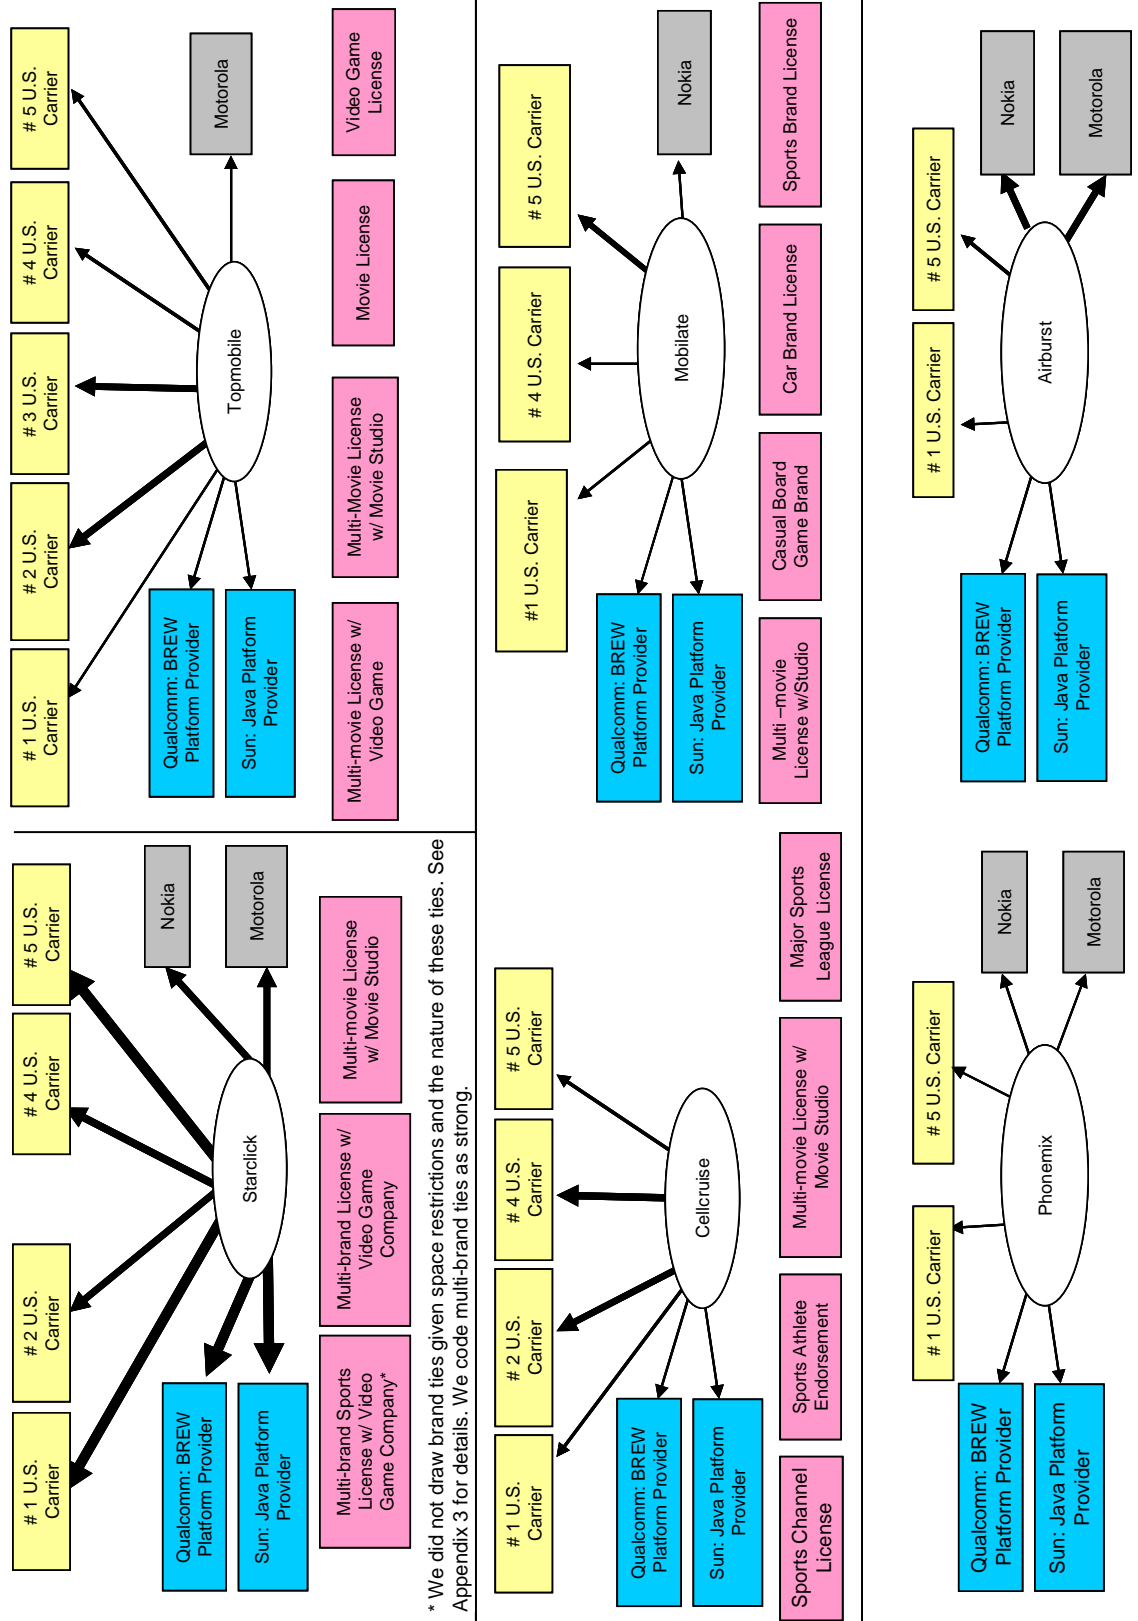 # 1 U.S.
Carrier
# 2 U.S.
Carrier
# 4 U.S.
Carrier
# 5 U.S.
Carrier
Qualcomm: BREW
Platform Provider
Sun: Java Platform
Provider
Starclick
Nokia
Motorola
Multi-brand Sports
License w/ Video
Game Company*
Multi-brand License w/
Video Game
Company
Multi-movie License
w/ Movie Studio
* We did not draw brand ties given space restrictions and the nature of these ties. See
Appendix 3 for details. We code multi-brand ties as strong.
# 1 U.S.
Carrier
# 2 U.S.
Carrier
# 3 U.S.
Carrier
# 4 U.S.
Carrier
# 5 U.S.
Carrier
Qualcomm: BREW
Platform Provider
Sun: Java Platform
Provider
Topmobile
Motorola
Multi-movie License w/
Video Game
Multi-Movie License
w/ Movie Studio
Movie License
Video Game
License
# 1 U.S.
Carrier
# 2 U.S.
Carrier
# 4 U.S.
Carrier
# 5 U.S.
Carrier
Qualcomm: BREW
Platform Provider
Sun: Java Platform
Provider
Cellcruise
Sports Channel
License
Sports Athlete
Endorsement
Multi-movie License w/
Movie Studio
Major Sports
League License
#1 U.S. Carrier
# 4 U.S. Carrier
# 5 U.S. Carrier
Qualcomm: BREW
Platform Provider
Sun: Java Platform
Provider
Mobilate
Nokia
Multi –movie
License w/Studio
Casual Board
Game Brand
Car Brand License
Sports Brand License
# 1 U.S. Carrier
# 5 U.S. Carrier
Qualcomm: BREW
Platform Provider
Sun: Java Platform
Provider
Phonemix
Nokia
Motorola
# 1 U.S. Carrier
# 5 U.S. Carrier
Qualcomm: BREW
Platform Provider
Sun: Java Platform
Provider
Airburst
Nokia
Motorola